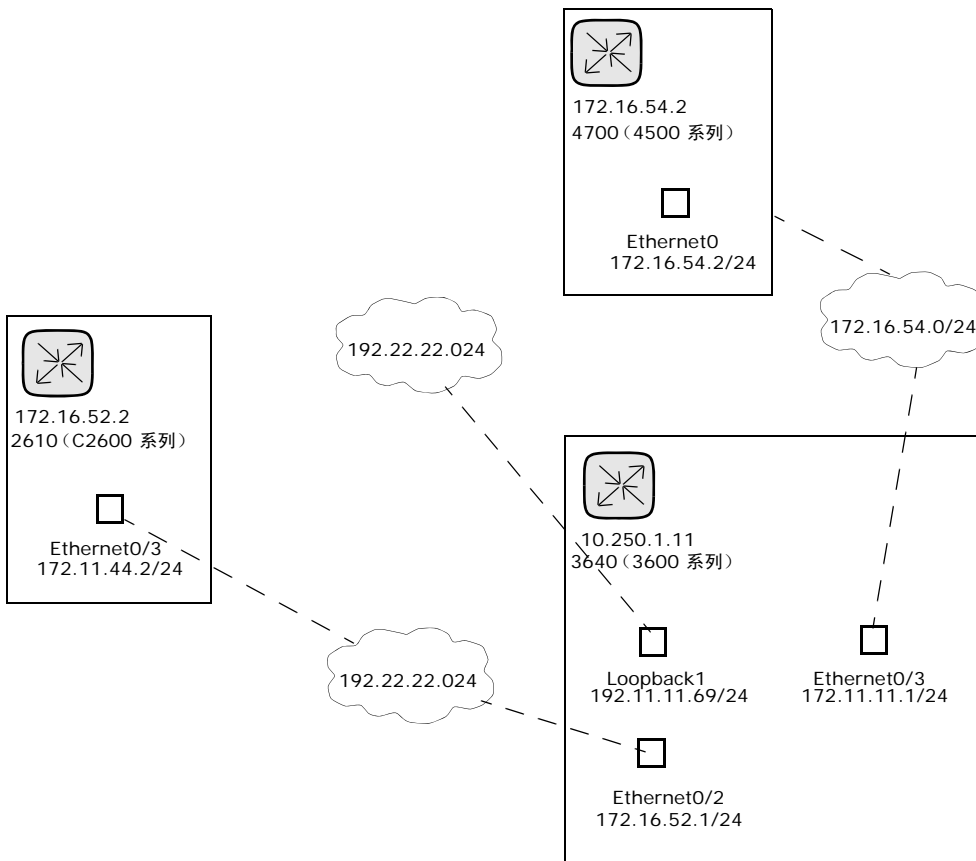 172.16.54.2
4700（4500 系列）
Ethernet0
172.16.54.2/24
172.16.54.0/24
192.22.22.024
172.16.52.2
2610（C2600 系列）
Ethernet0/3
172.11.44.2/24
10.250.1.11
3640（3600 系列）
Loopback1
192.11.11.69/24
Ethernet0/3
172.11.11.1/24
192.22.22.024
Ethernet0/2
172.16.52.1/24